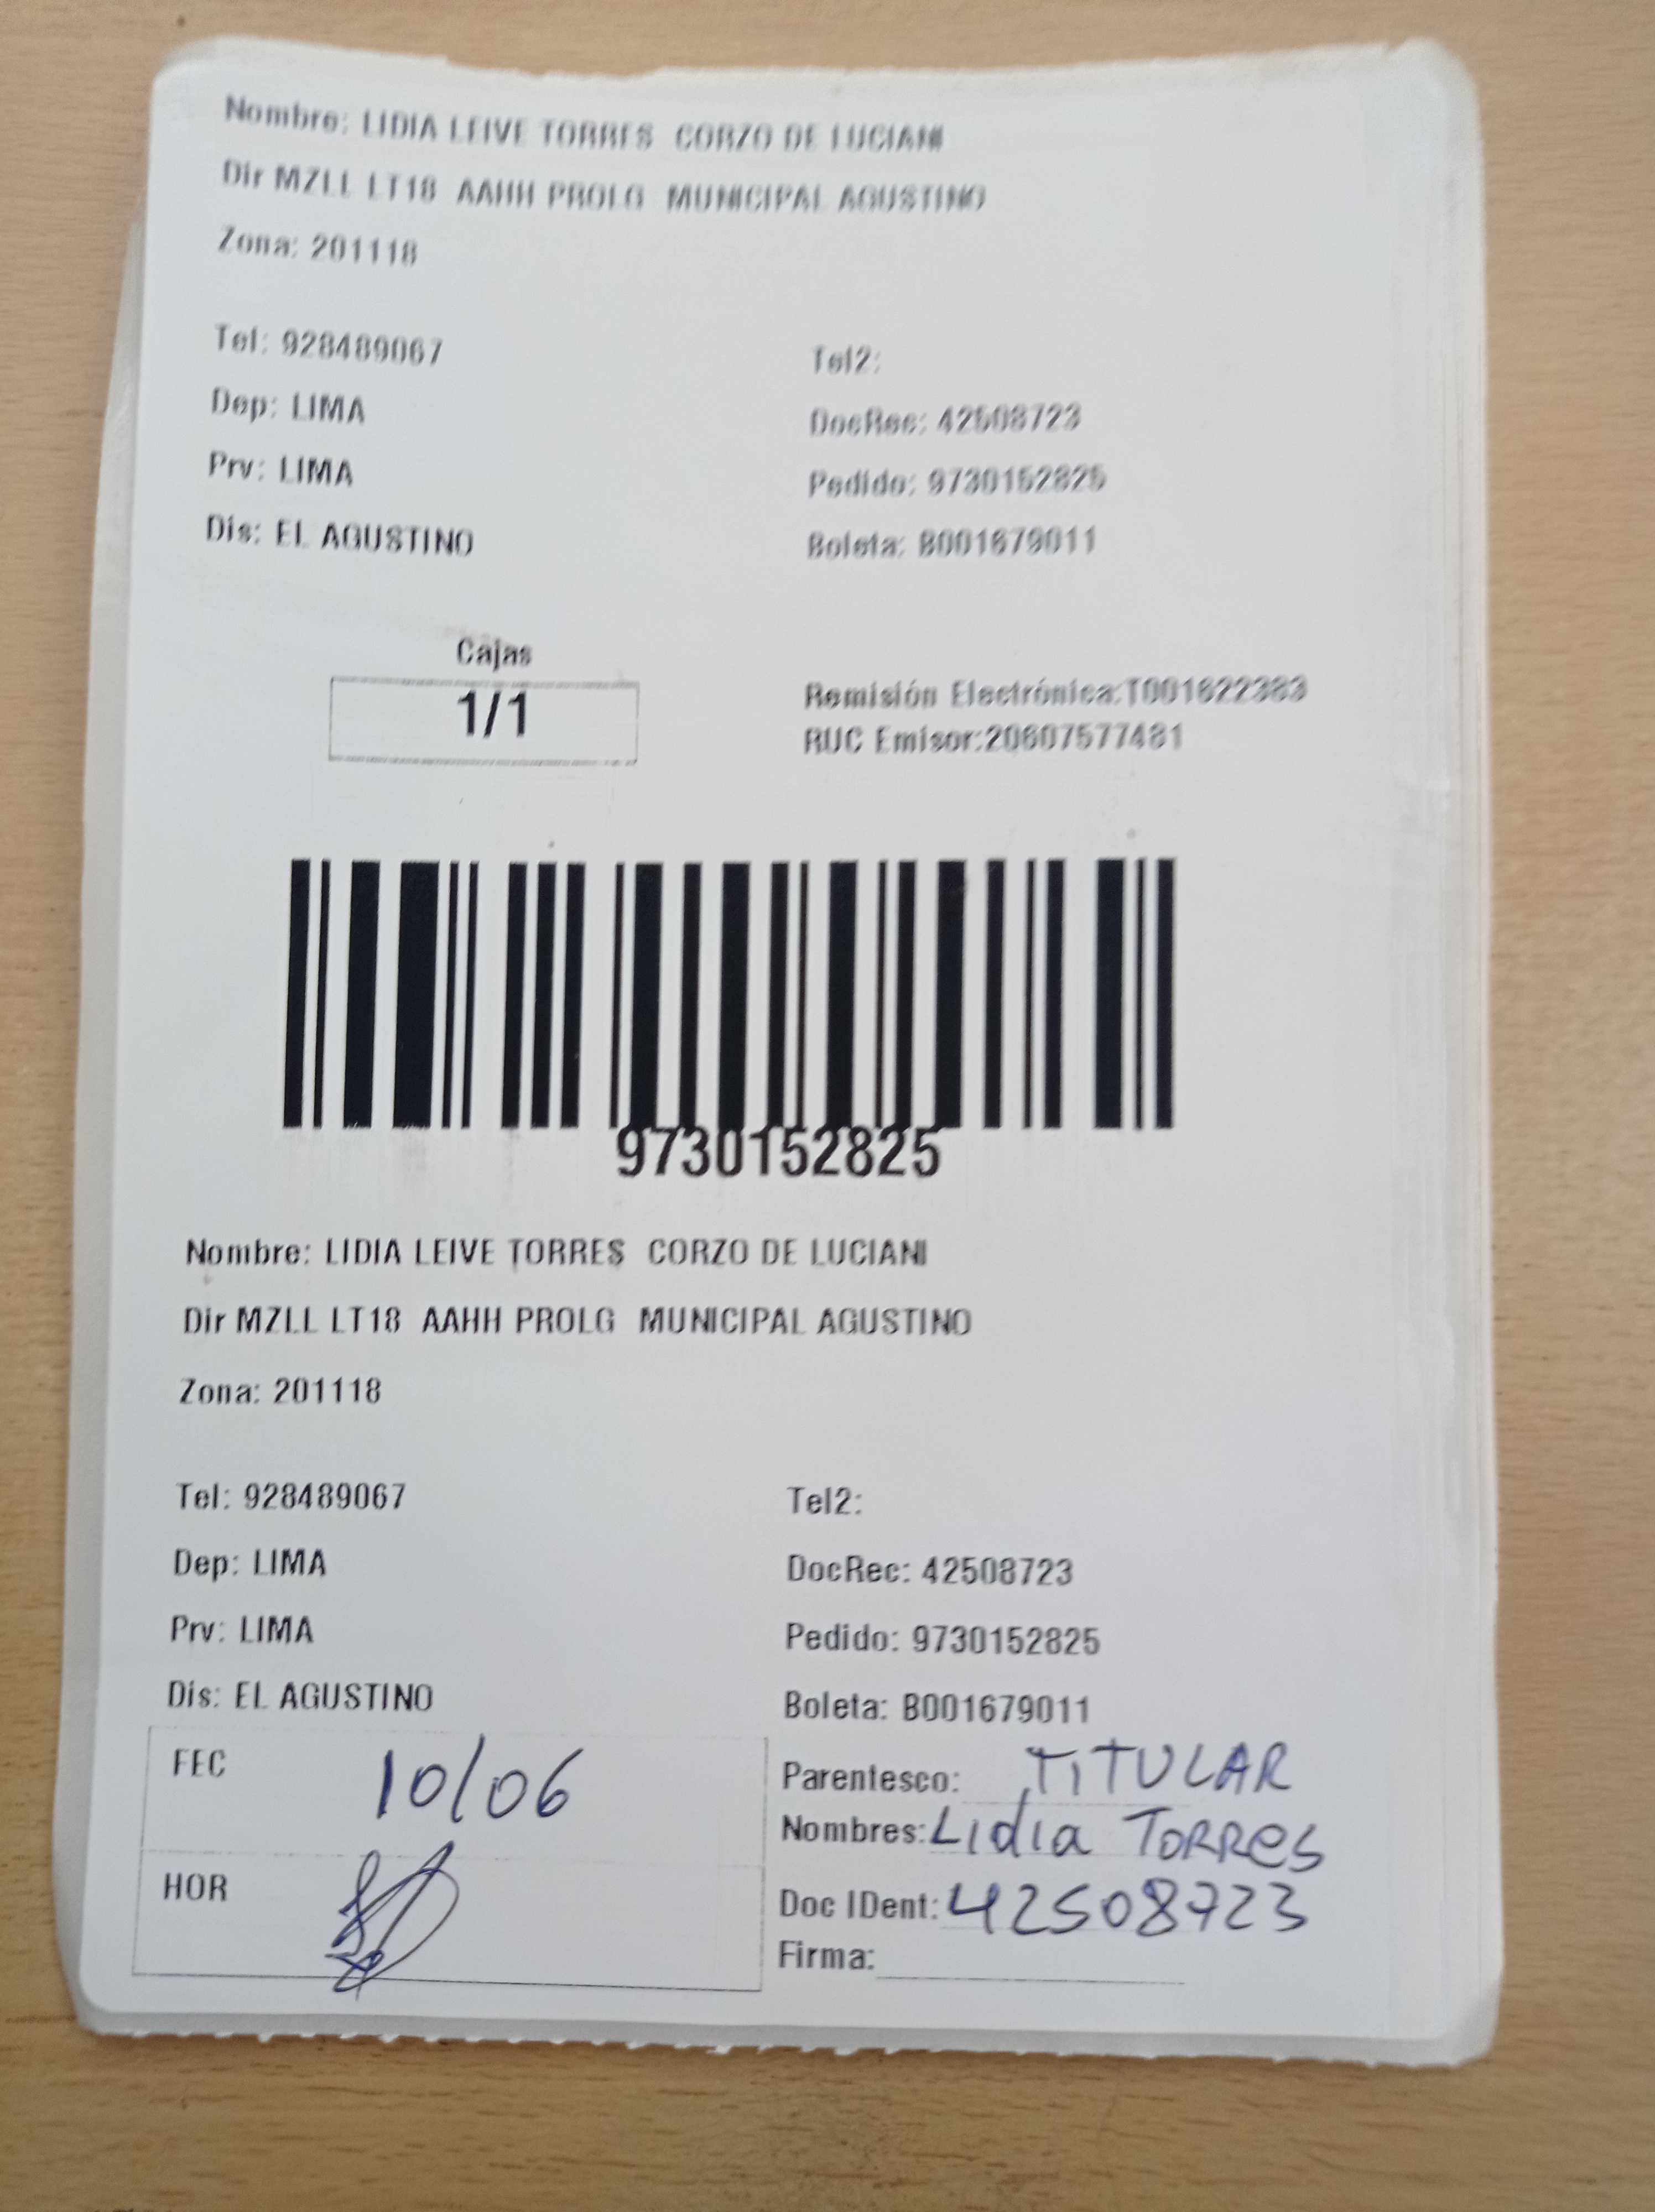 Nombre: LIDIA LEIVE TORRES CORZO DE LUCIANI
Dir MZLL LT18 AAHH PROLG MUNICIPAL AGUSTINO
Zona: 201118
Tel: 928489067 Tel2:
Dep: LIMA DocRec: 42508723
Prv: LIMA Pedido: 9730152825
Dis: EL AGUSTINO Boleta: B001679011
Cajas
1/1
Remisión Electrónica:T001622383
RUC Emisor:20607577481
9730152825
Nombre: LIDIA LEIVE TORRES CORZO DE LUCIANI
Dir MZLL LT18 AAHH PROLG MUNICIPAL AGUSTINO
Zona: 201118
Tel: 928489067 Tel2:
Dep: LIMA DocRec: 42508723
Prv: LIMA Pedido: 9730152825
Dis: EL AGUSTINO Boleta: B001679011
FEC 10/06 Parentesco: TITULAR
Nombres: Lidia TORRES
HOR Doc IDent: 42508723
Firma: